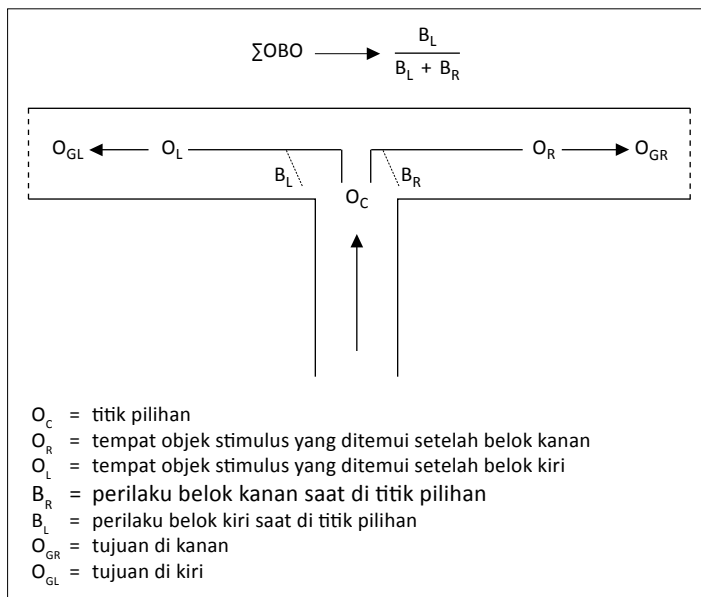 ∑OBO → B_L / (B_L + B_R)
O_GL ← O_L B_L O_C B_R O_R → O_GR
O_C = titik pilihan
O_R = tempat objek stimulus yang ditemui setelah belok kanan
O_L = tempat objek stimulus yang ditemui setelah belok kiri
B_R = perilaku belok kanan saat di titik pilihan
B_L = perilaku belok kiri saat di titik pilihan
O_GR = tujuan di kanan
O_GL = tujuan di kiri